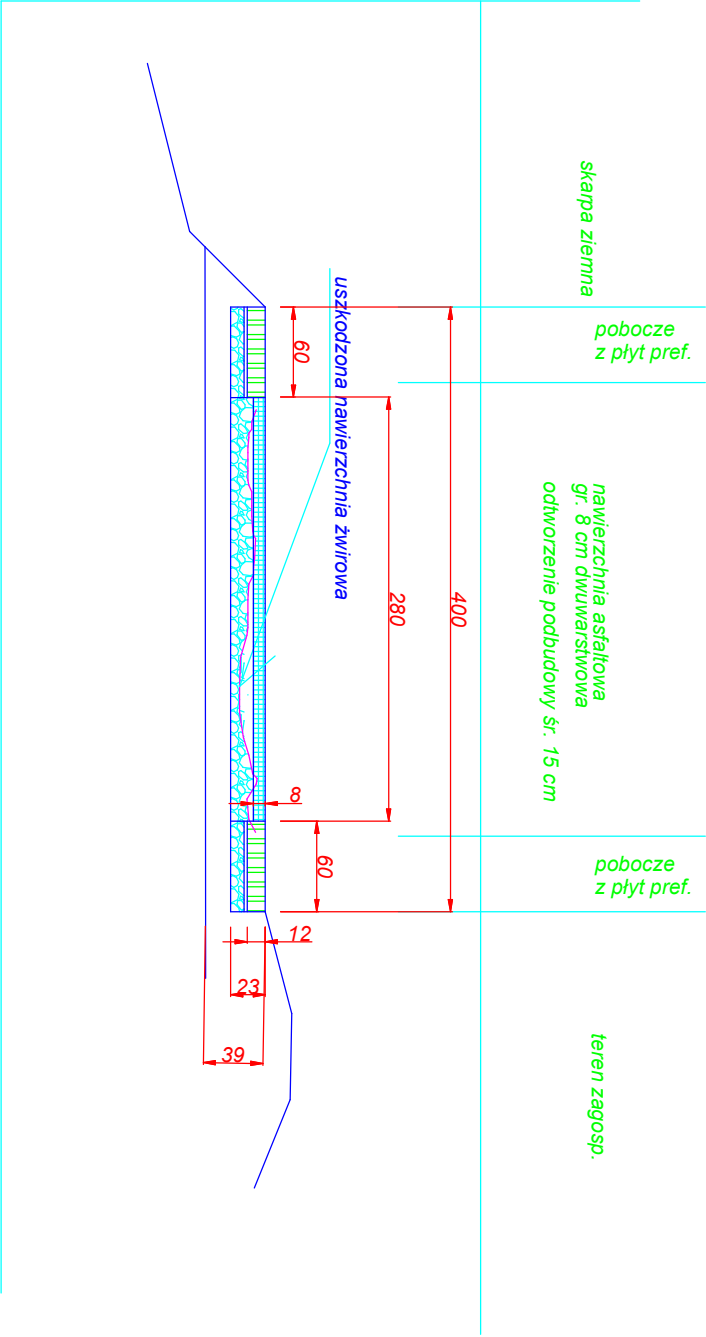 skarpa ziemna
pobocze
z płyt pref.
nawierzchnia asfaltowa
gr. 8 cm dwuwarstwowa
odtworzenie podbudowy śr. 15 cm
pobocze
z płyt pref.
teren zagosp.
uszkodzona nawierzchnia żwirowa
60
280
400
8
60
12
23
39